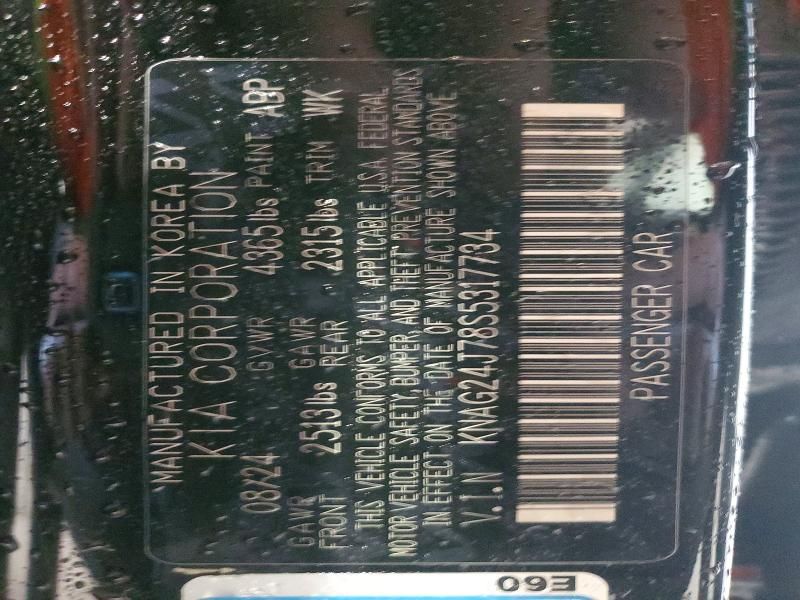 MANUFACTURED IN KOREA BY
KIA CORPORATION
08/24 GVWR 4365lbs PAINT ABP
GAWR FRONT 2513lbs GAWR REAR 2315lbs TRIM WK
THIS VEHICLE CONFORMS TO ALL APPLICABLE U.S.A. FEDERAL
MOTOR VEHICLE SAFETY, BUMPER, AND THEFT PREVENTION STANDARDS
IN EFFECT ON THE DATE OF MANUFACTURE SHOWN ABOVE
V.I.N KNAG24J78S5317734
PASSENGER CAR
E60